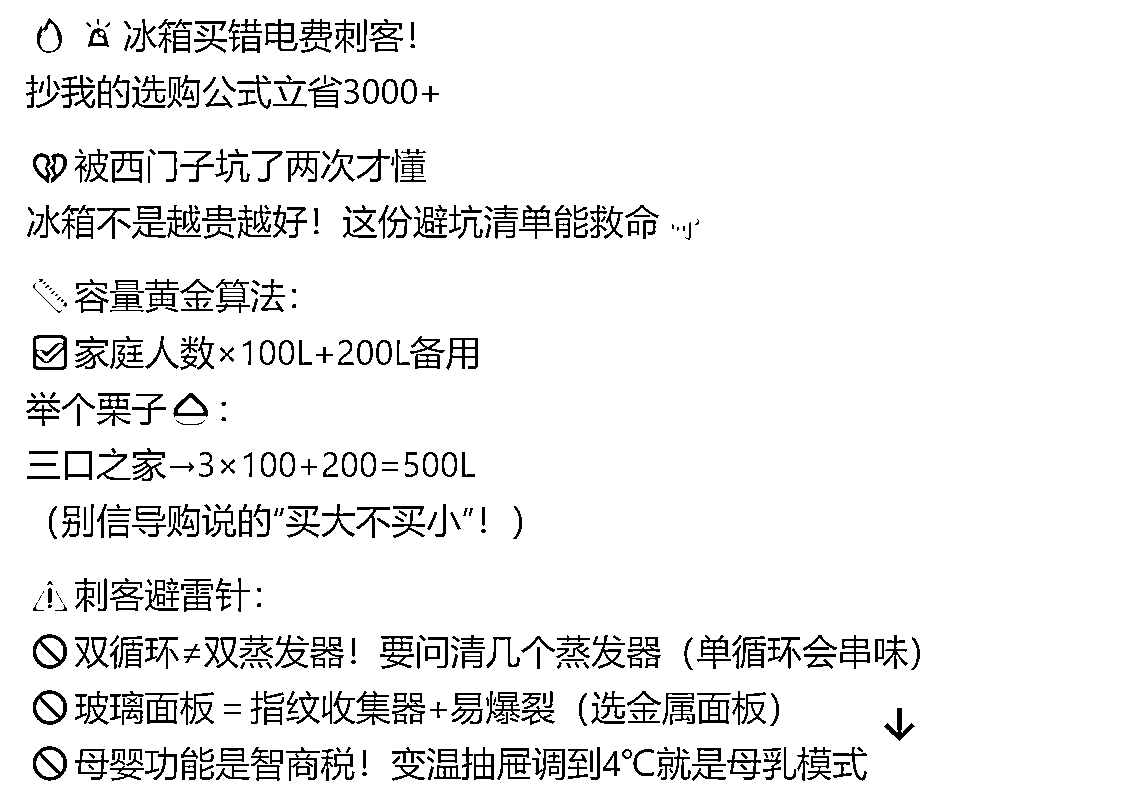 🔥🚨冰箱买错电费刺客！
抄我的选购公式立省3000+
💔被西门子坑了两次才懂
冰箱不是越贵越好！这份避坑清单能救命
📏容量黄金算法：
✅家庭人数×100L+200L备用
举个栗子🌰：
三口之家→3×100+200=500L
（别信导购说的“买大不买小”！）
⚠️刺客避雷针：
🚫双循环≠双蒸发器！要问清几个蒸发器（单循环会串味）
🚫玻璃面板＝指纹收集器+易爆裂（选金属面板）
🚫母婴功能是智商税！变温抽屉调到4℃就是母乳模式